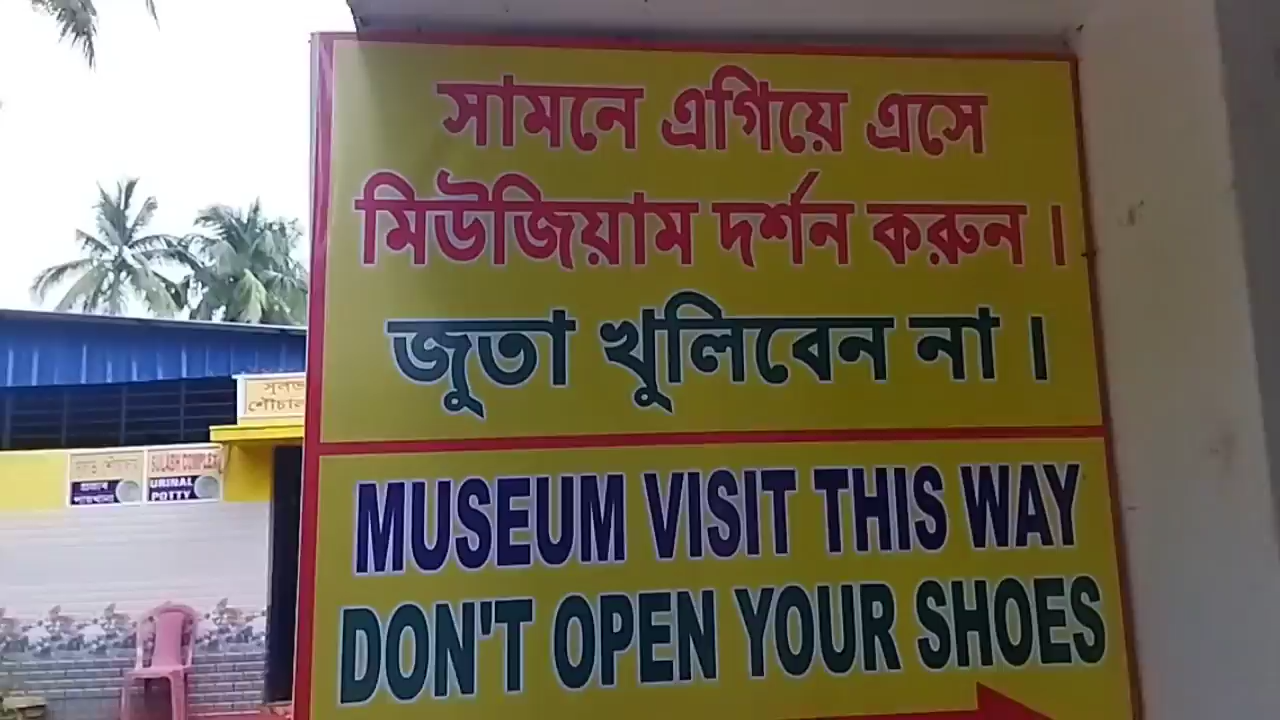 সামনে এগিয়ে এসে
মিউজিয়াম দর্শন করুন।
জুতা খুলিবেন না।
MUSEUM VISIT THIS WAY
DON'T OPEN YOUR SHOES
SULABH COMPLEX
URINAL
POTTY